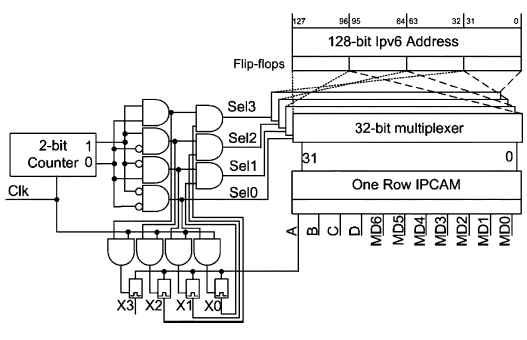 127 96 95 64 63 32 31 0
128-bit Ipv6 Address
Flip-flops
Sel3
Sel2
32-bit multiplexer
2-bit 1
Counter 0
Sel1
31 0
Clk
Sel0
One Row IPCAM
A B C D MD6 MD5 MD4 MD3 MD2 MD1 MD0
X3 X2 X1 X0